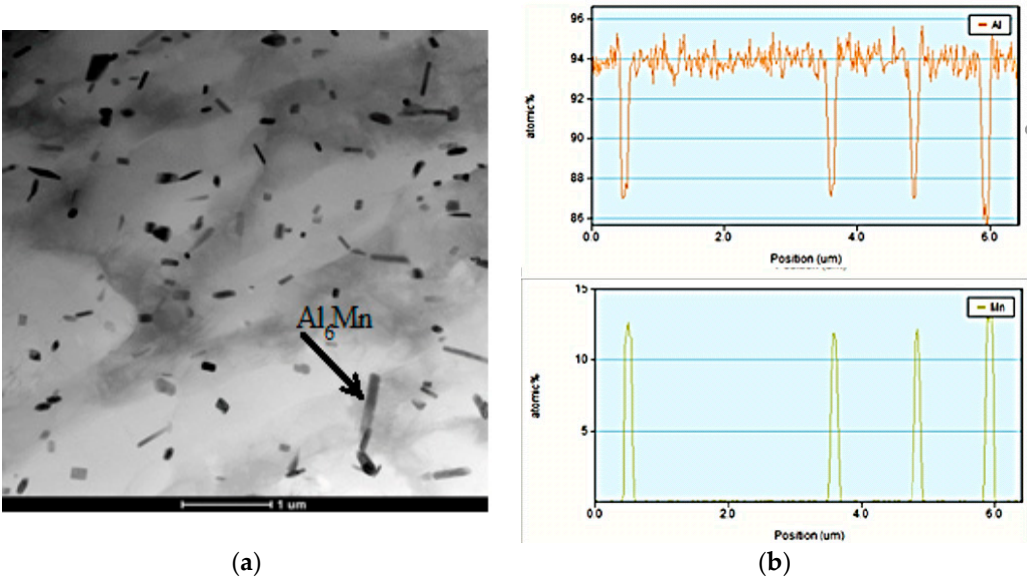 Al6Mn
1 um
(a)
Al
96
94
92
90
88
86
atomic%
0.0 2.0 4.0 6.0
Position (um)
Mn
15
10
5
atomic%
0.0 2.0 4.0 6.0
Position (um)
(b)